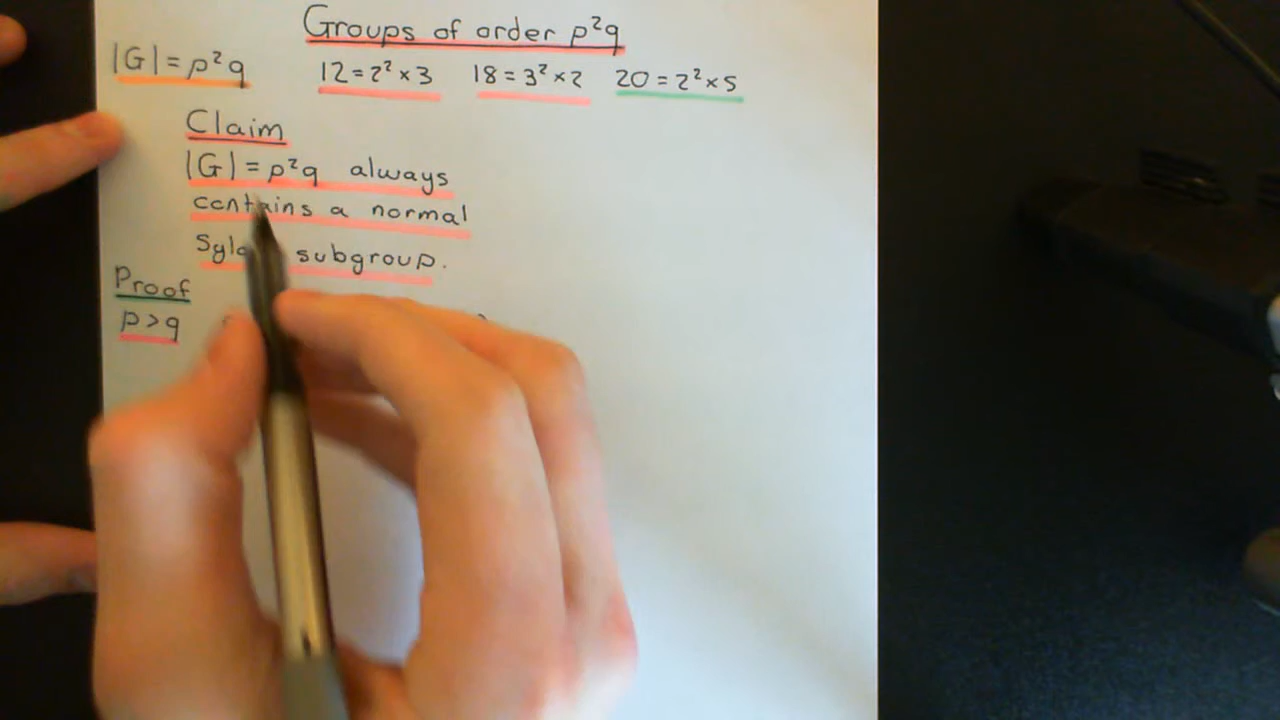 Groups of order p²q
|G| = p²q 12 = 2² × 3 18 = 3² × 2 20 = 2² × 5
Claim
|G| = p²q always
contains a normal
subgroup.
Proof
p > q